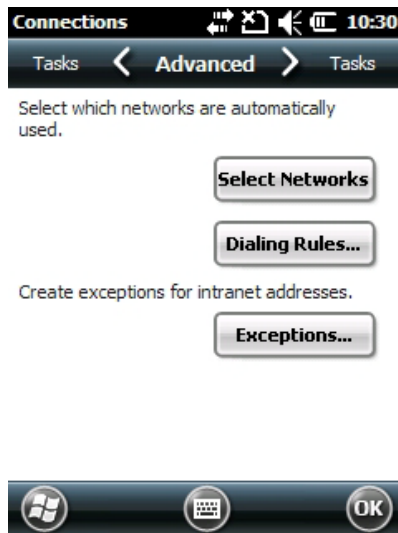 Connections 10:30
Tasks Advanced Tasks
Select which networks are automatically
used.
Select Networks
Dialing Rules...
Create exceptions for intranet addresses.
Exceptions...
OK